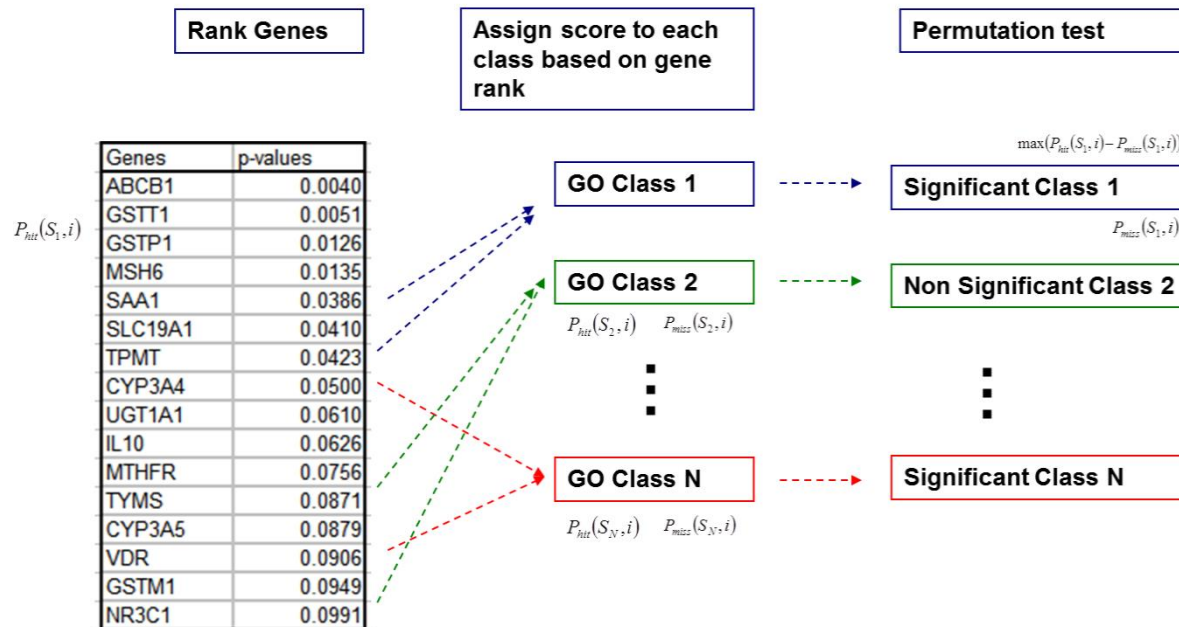 Rank Genes
Assign score to each
class based on gene
rank
Permutation test
Genes p-values
ABCB1 0.0040
GSTT1 0.0051
GSTP1 0.0126
MSH6 0.0135
SAA1 0.0386
SLC19A1 0.0410
TPMT 0.0423
CYP3A4 0.0500
UGT1A1 0.0610
IL10 0.0626
MTHFR 0.0756
TYMS 0.0871
CYP3A5 0.0879
VDR 0.0906
GSTM1 0.0949
NR3C1 0.0991
P_hit(S_1,i)
GO Class 1
GO Class 2
P_hit(S_2,i) P_miss(S_2,i)
GO Class N
P_hit(S_N,i) P_miss(S_N,i)
max(P_hit(S_1,i)−P_miss(S_1,i))
Significant Class 1
P_miss(S_1,i)
Non Significant Class 2
Significant Class N